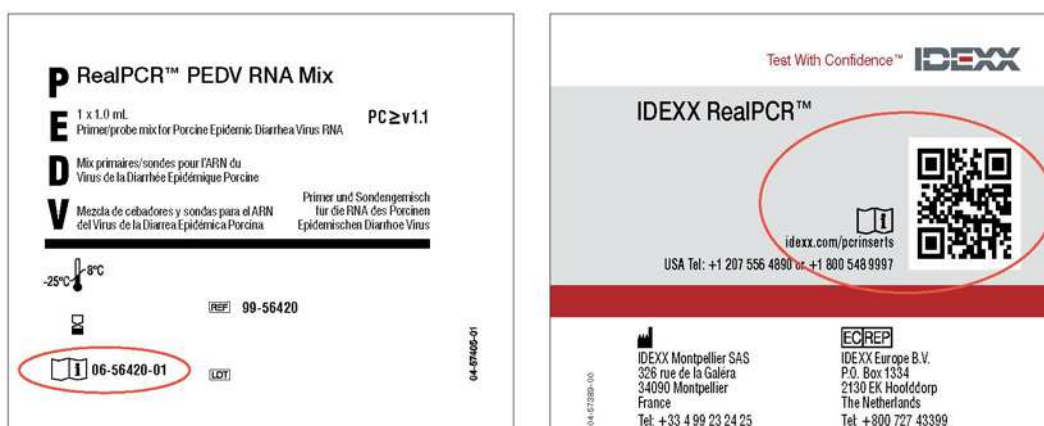 P RealPCR™ PEDV RNA Mix
E 1 x 1.0 mL
Primer/probe mix for Porcine Epidemic Diarrhea Virus RNA
PC≥v1.1
D Mix primaires/sondes pour l'ARN du
Virus de la Diarrhée Epidémique Porcine
V Mezcla de cebadores y sondas para el ARN
del Virus de la Diarrea Epidémica Porcina
Primer und Sondengemisch
für die RNA des Porcinen
Epidemischen Diarrhoe Virus
-25°C
8°C
REF 99-56420
i 06-56420-01
LOT
04-57405-01
Test With Confidence™ IDEXX
IDEXX RealPCR™
i
idexx.com/pcrinserts
USA Tel: +1 207 556 4890 or +1 800 548 9997
04-57389-00
IDEXX Montpellier SAS
326 rue de la Galéra
34090 Montpellier
France
Tel: +33 4 99 23 24 25
EC REP
IDEXX Europe B.V.
P.O. Box 1334
2130 EK Hoofddorp
The Netherlands
Tel: +800 727 43399